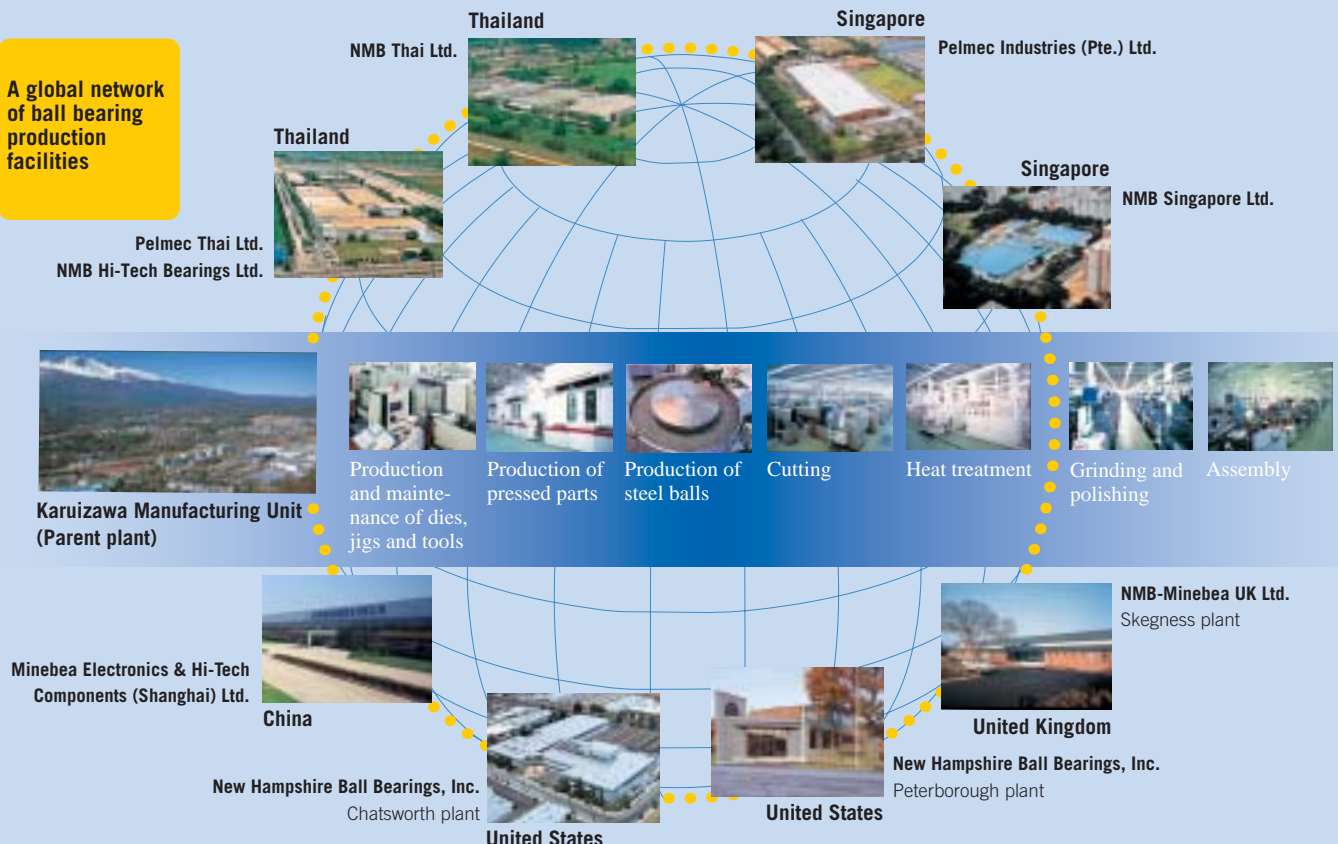 A global network
of ball bearing
production
facilities
Thailand
NMB Thai Ltd.
Singapore
Pelmec Industries (Pte.) Ltd.
Thailand
Pelmec Thai Ltd.
NMB Hi-Tech Bearings Ltd.
Singapore
NMB Singapore Ltd.
Karuizawa Manufacturing Unit
(Parent plant)
Production
and mainte-
nance of dies,
jigs and tools
Production of
pressed parts
Production of
steel balls
Cutting
Heat treatment
Grinding and
polishing
Assembly
Minebea Electronics & Hi-Tech
Components (Shanghai) Ltd.
China
New Hampshire Ball Bearings, Inc.
Chatsworth plant
United States
New Hampshire Ball Bearings, Inc.
Peterborough plant
United States
NMB-Minebea UK Ltd.
Skegness plant
United Kingdom